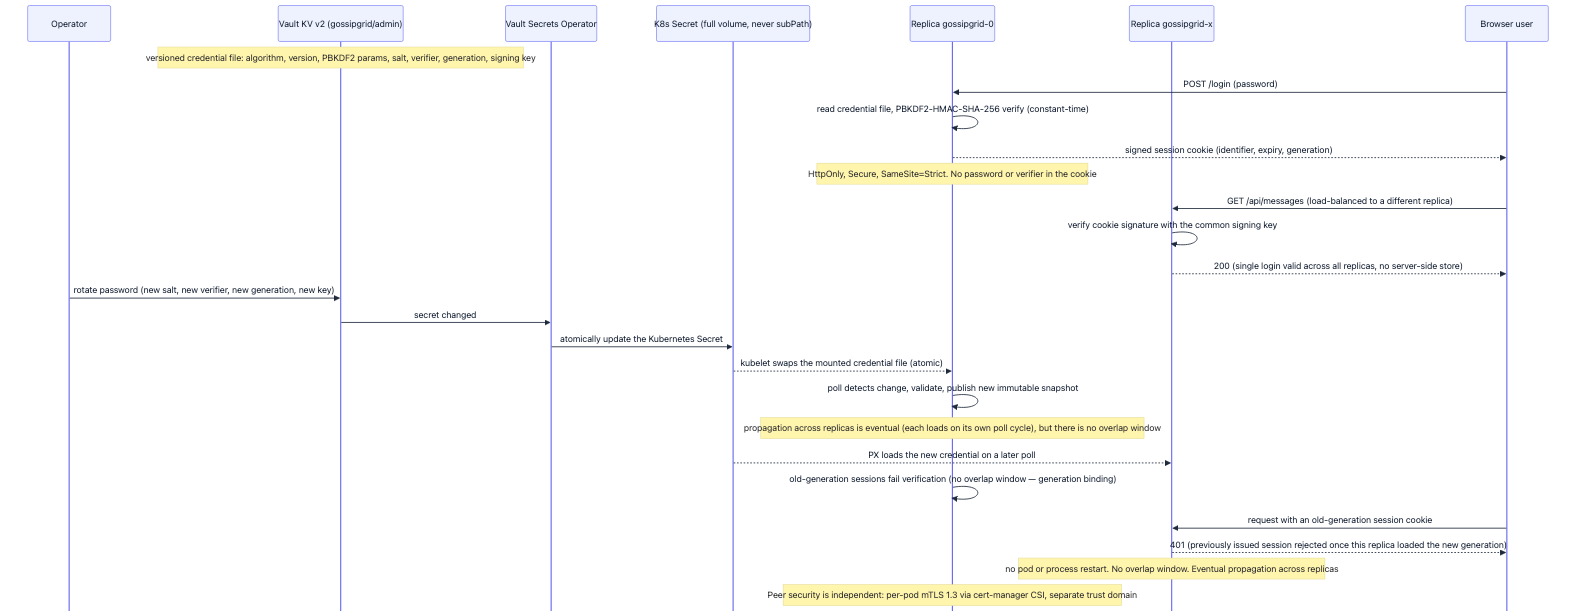 Operator
Vault KV v2 (gossipgrid/admin)
Vault Secrets Operator
K8s Secret (full volume, never subPath)
Replica gossipgrid-0
Replica gossipgrid-x
Browser user
versioned credential file: algorithm, version, PBKDF2 params, salt, verifier, generation, signing key
POST /login (password)
read credential file, PBKDF2-HMAC-SHA-256 verify (constant-time)
signed session cookie (identifier, expiry, generation)
HttpOnly, Secure, SameSite=Strict. No password or verifier in the cookie
GET /api/messages (load-balanced to a different replica)
verify cookie signature with the common signing key
200 (single login valid across all replicas, no server-side store)
rotate password (new salt, new verifier, new generation, new key)
secret changed
atomically update the Kubernetes Secret
kubelet swaps the mounted credential file (atomic)
poll detects change, validate, publish new immutable snapshot
propagation across replicas is eventual (each loads on its own poll cycle), but there is no overlap window
PX loads the new credential on a later poll
old-generation sessions fail verification (no overlap window — generation binding)
request with an old-generation session cookie
401 (previously issued session rejected once this replica loaded the new generation)
no pod or process restart. No overlap window. Eventual propagation across replicas
Peer security is independent: per-pod mTLS 1.3 via cert-manager CSI, separate trust domain